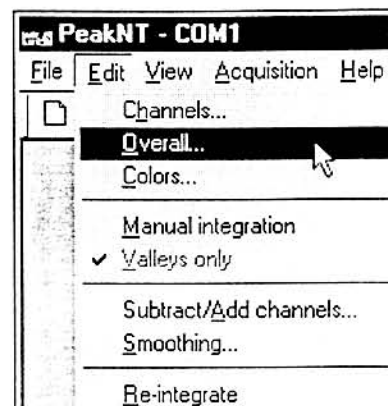 PeakNT - COM1
File Edit View Acquisition Help
Channels...
Overall...
Colors...
Manual integration
✓ Valleys only
Subtract/Add channels...
Smoothing...
Re-integrate